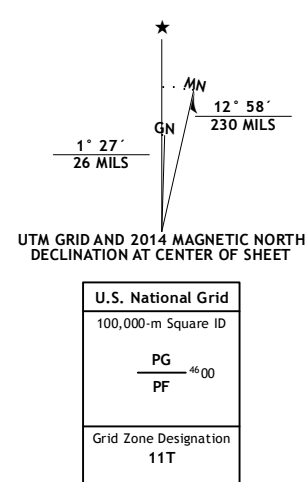 ★
MN
GN
12° 58´
230 MILS
1° 27´
26 MILS
UTM GRID AND 2014 MAGNETIC NORTH
DECLINATION AT CENTER OF SHEET
U.S. National Grid
100,000-m Square ID
PG
4600
PF
Grid Zone Designation
11T